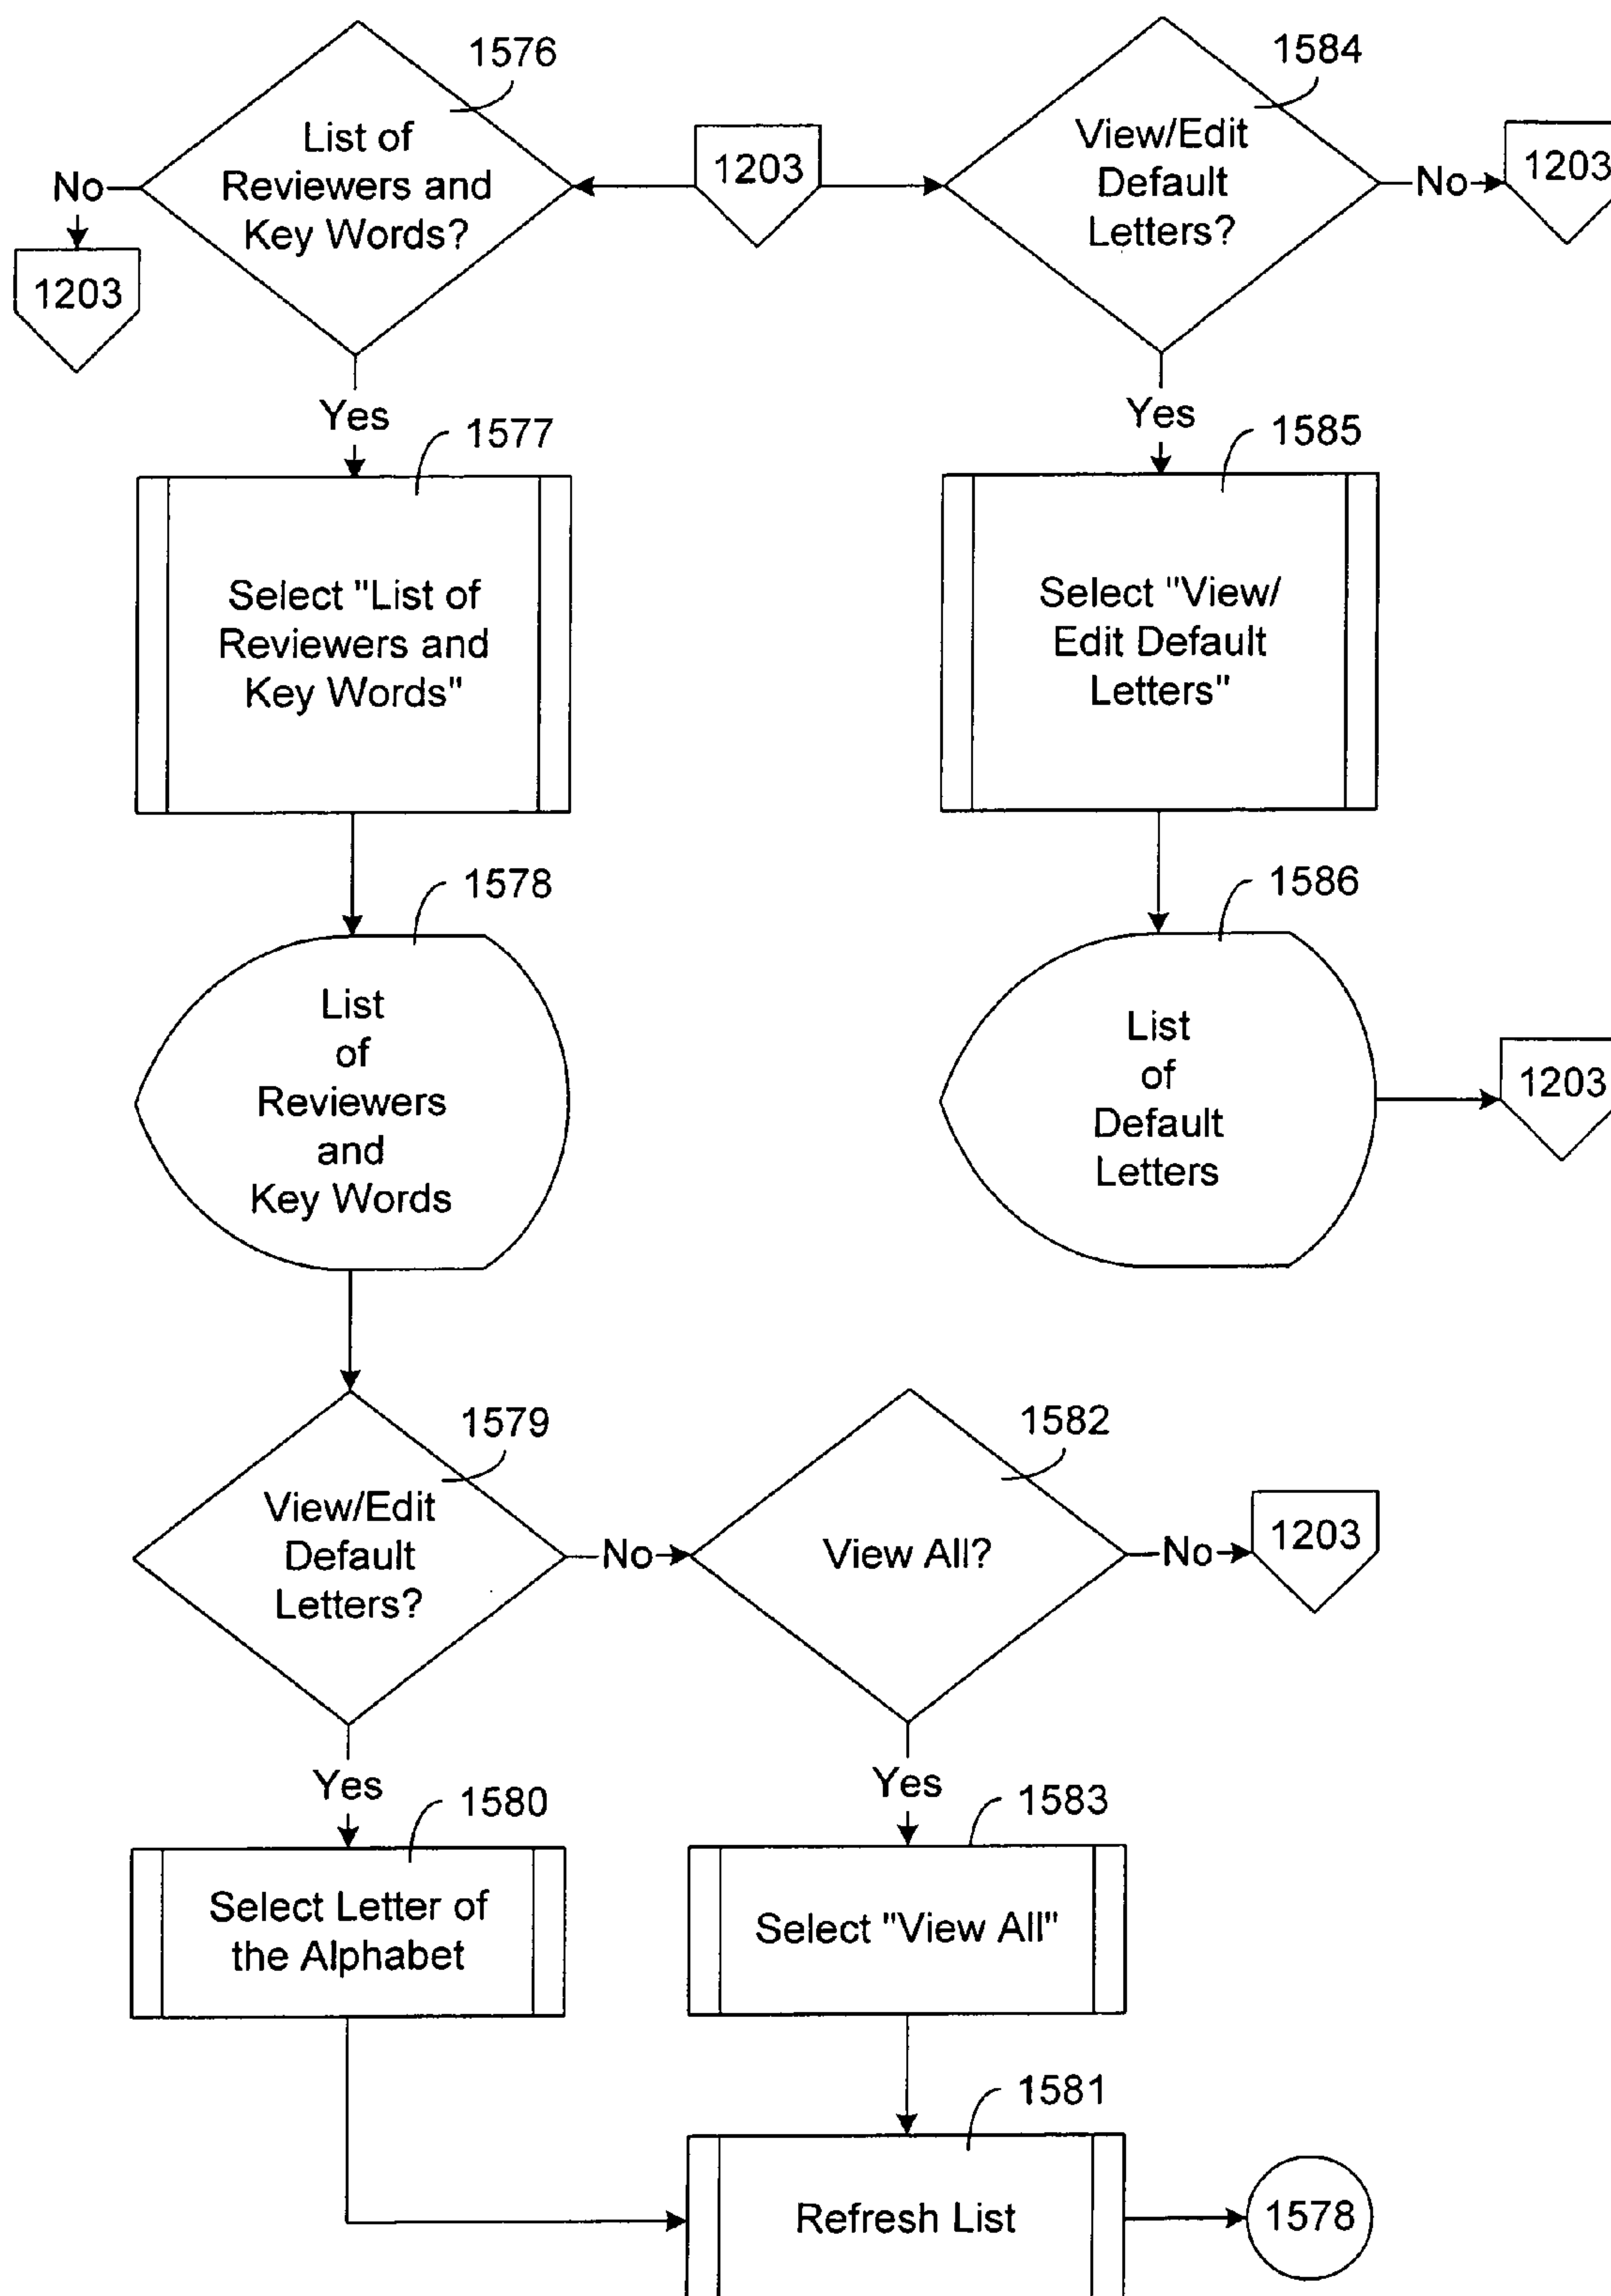 1576
List of
Reviewers and
Key Words?
No
1203
1203
1584
View/Edit
Default
Letters?
No
1203
Yes
1577
Select "List of
Reviewers and
Key Words"
Yes
1585
Select "View/
Edit Default
Letters"
1578
List
of
Reviewers
and
Key Words
1586
List
of
Default
Letters
1203
1579
View/Edit
Default
Letters?
No
1582
View All?
No
1203
Yes
1580
Select Letter of
the Alphabet
Yes
1583
Select "View All"
1581
Refresh List
1578